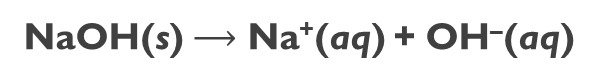 NaOH(s) ⟶ Na⁺(aq) + OH⁻(aq)